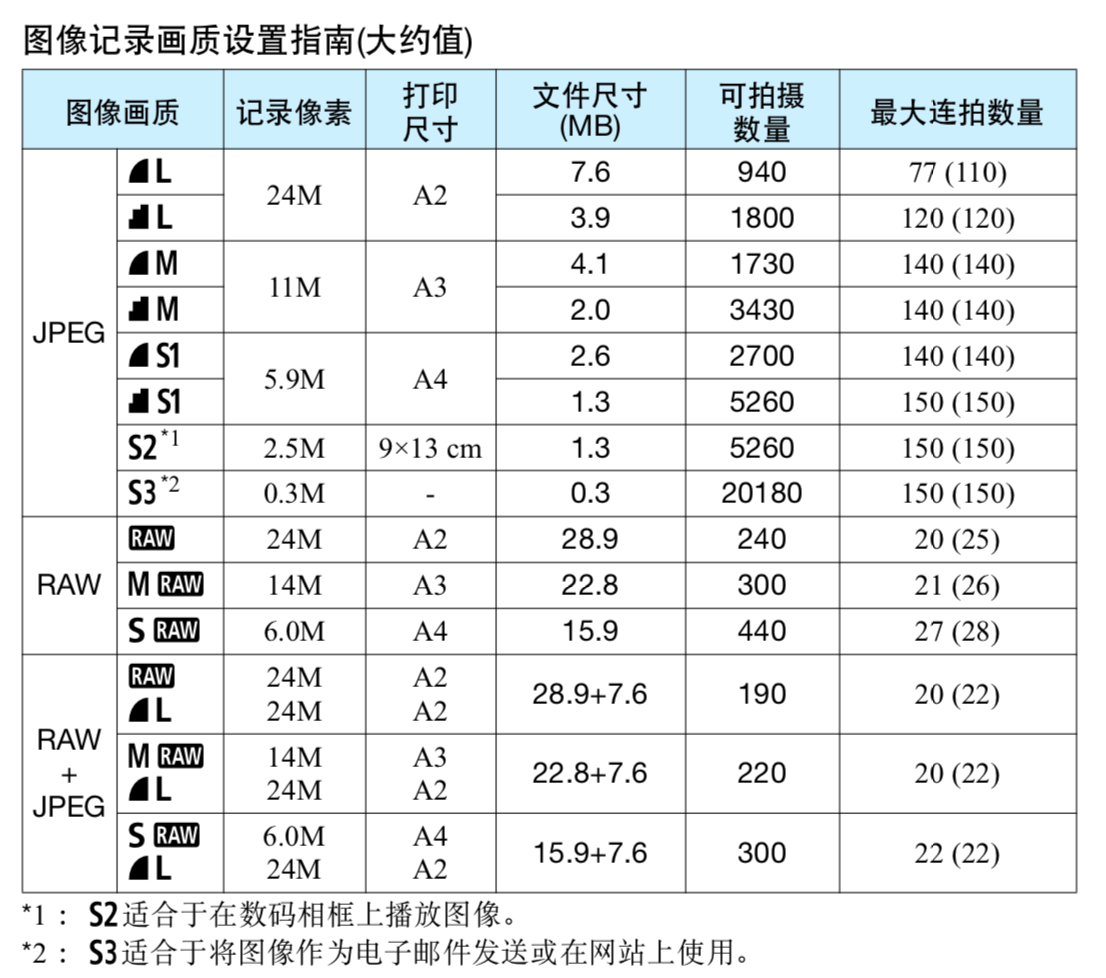 图像记录画质设置指南(大约值)
图像画质 记录像素 打印尺寸 文件尺寸(MB) 可拍摄数量 最大连拍数量
JPEG
L 24M A2 7.6 940 77 (110)
L 3.9 1800 120 (120)
M 11M A3 4.1 1730 140 (140)
M 2.0 3430 140 (140)
S1 5.9M A4 2.6 2700 140 (140)
S1 1.3 5260 150 (150)
S2*1 2.5M 9×13 cm 1.3 5260 150 (150)
S3*2 0.3M - 0.3 20180 150 (150)
RAW
RAW 24M A2 28.9 240 20 (25)
M RAW 14M A3 22.8 300 21 (26)
S RAW 6.0M A4 15.9 440 27 (28)
RAW
+
JPEG
RAW 24M A2 28.9+7.6 190 20 (22)
L 24M A2
M RAW 14M A3 22.8+7.6 220 20 (22)
L 24M A2
S RAW 6.0M A4 15.9+7.6 300 22 (22)
L 24M A2
*1： S2适合于在数码相框上播放图像。
*2： S3适合于将图像作为电子邮件发送或在网站上使用。